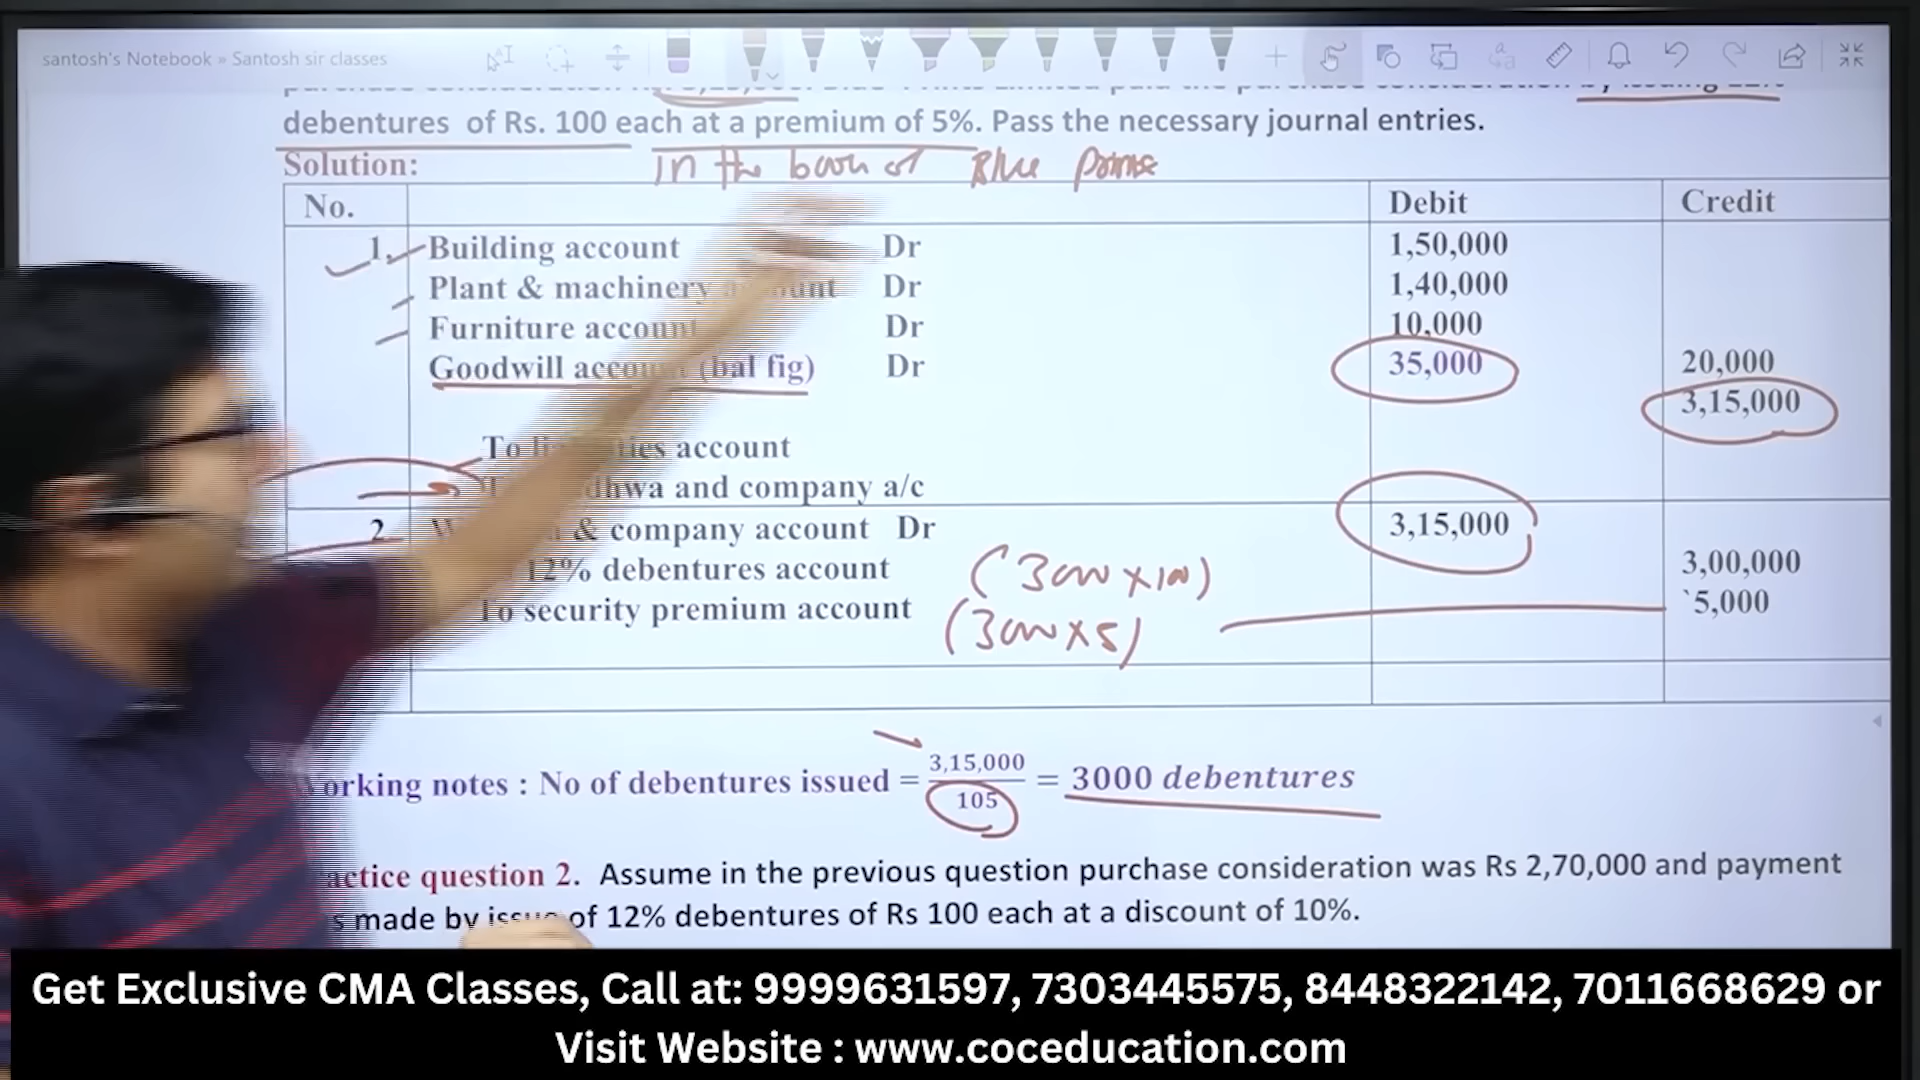 santosh's Notebook » Santosh sir classes
debentures of Rs. 100 each at a premium of 5%. Pass the necessary journal entries.
Solution: in the book of Blue
No. Debit Credit
1. Building account Dr 1,50,000
Plant & machinery Dr 1,40,000
Furniture account Dr 10,000
Goodwill (bal fig) Dr 35,000 20,000
3,15,000
To account
and company a/c
2 & company account Dr 3,15,000
12% debentures account (3000 x 100) 3,00,000
To security premium account (3000 x 5) `5,000
orking notes : No of debentures issued = 3,15,000 / 105 = 3000 debentures
actice question 2. Assume in the previous question purchase consideration was Rs 2,70,000 and payment
s made by issue of 12% debentures of Rs 100 each at a discount of 10%.
Get Exclusive CMA Classes, Call at: 9999631597, 7303445575, 8448322142, 7011668629 or
Visit Website : www.coceducation.com